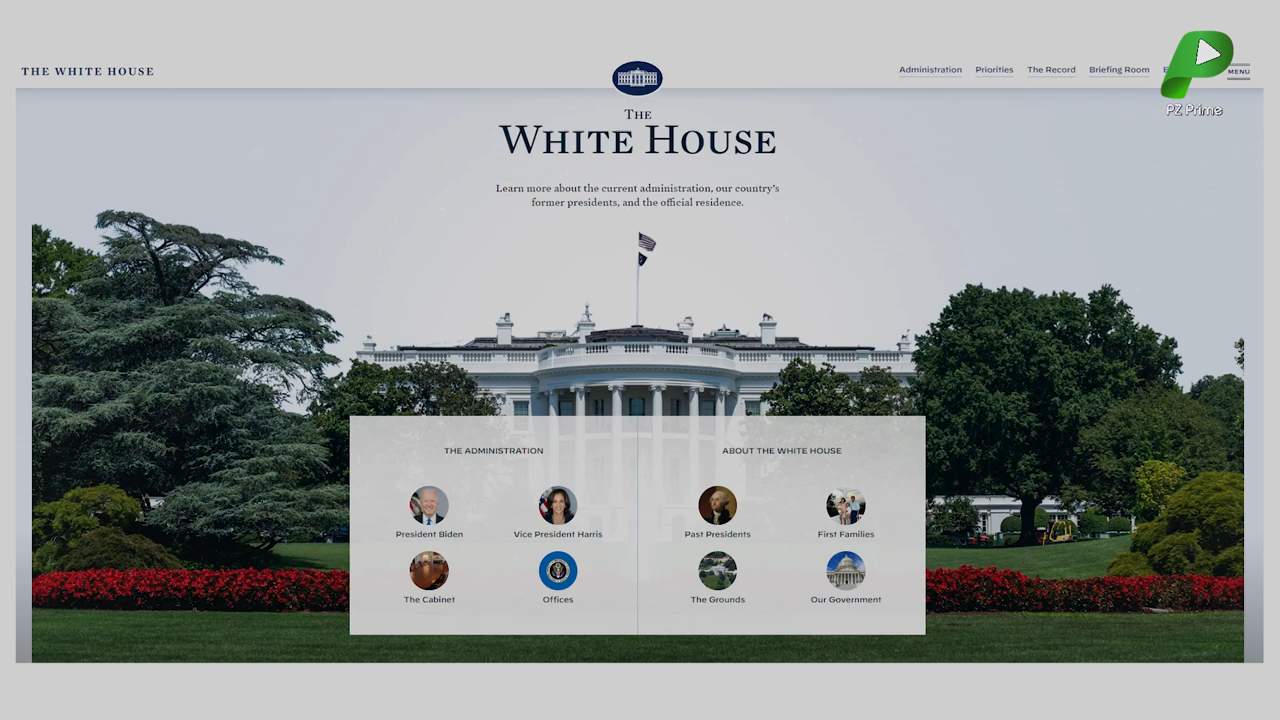 THE WHITE HOUSE
Administration
Priorities
The Record
Briefing Room
MENU
PZ Prime
THE
WHITE HOUSE
Learn more about the current administration, our country's
former presidents, and the official residence.
THE ADMINISTRATION
President Biden
Vice President Harris
The Cabinet
Offices
ABOUT THE WHITE HOUSE
Past Presidents
First Families
The Grounds
Our Government